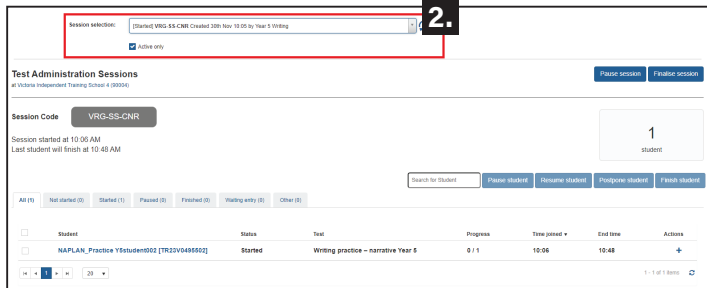 2.
Session selection: [Started] VRG-SS-CNR Created 30th Nov 10:05 by Year 5 Writing
Active only
Test Administration Sessions
Pause session Finalise session
at Victoria Independent Training School 4 (90004)
Session Code VRG-SS-CNR
1
student
Session started at 10:06 AM
Last student will finish at 10:48 AM
Search for Student Pause student Resume student Postpone student Finish student
All (1) Not started (0) Started (1) Paused (0) Finished (0) Waiting entry (0) Other (0)
Student Status Test Progress Time joined End time Actions
NAPLAN_Practice Y5student002 [TR23V0495502] Started Writing practice – narrative Year 5 0 / 1 10:06 10:48 +
1 20 1 - 1 of 1 items